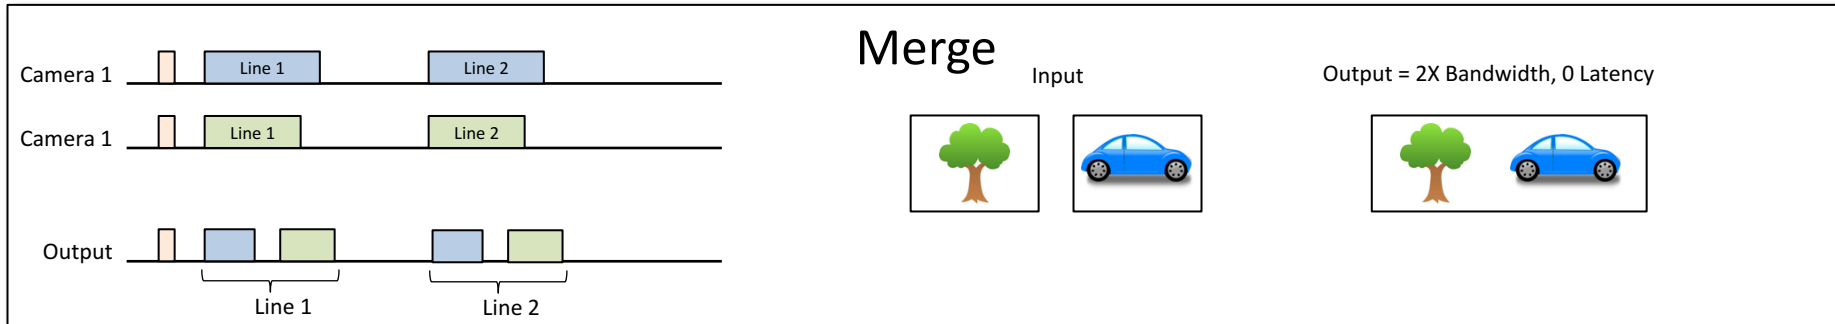 Merge
Camera 1
Line 1
Line 2
Camera 1
Line 1
Line 2
Output
Line 1
Line 2
Input
Output = 2X Bandwidth, 0 Latency